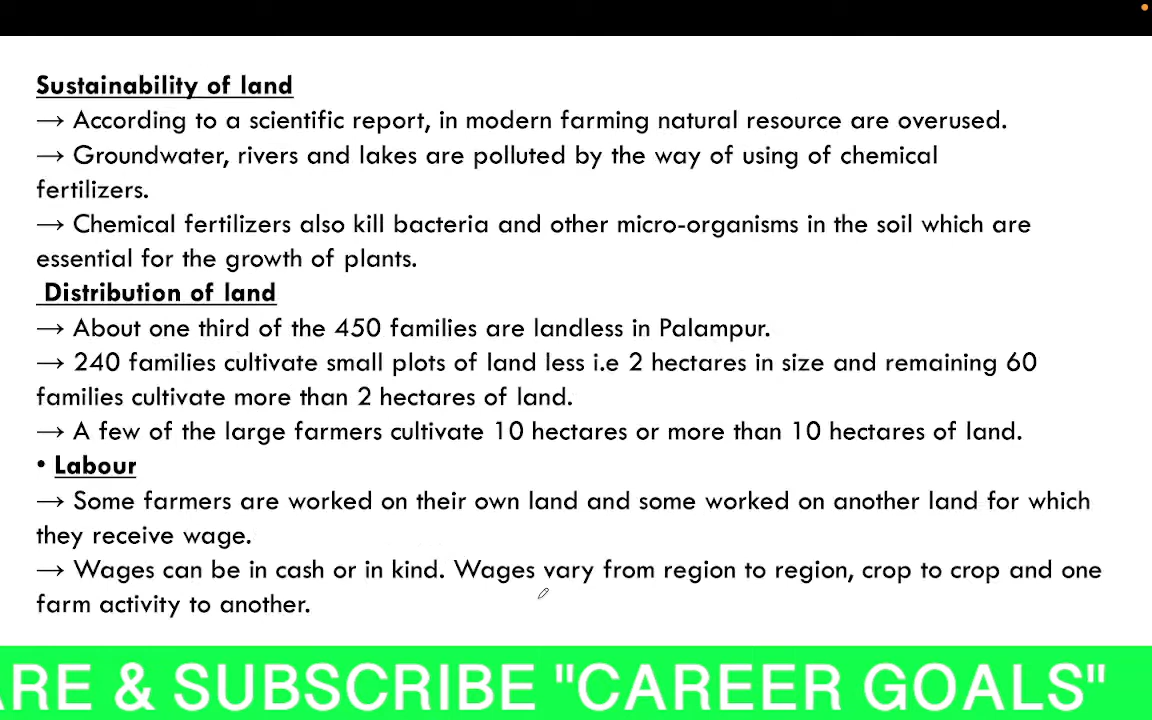 Sustainability of land
→ According to a scientific report, in modern farming natural resource are overused.
→ Groundwater, rivers and lakes are polluted by the way of using of chemical
fertilizers.
→ Chemical fertilizers also kill bacteria and other micro-organisms in the soil which are
essential for the growth of plants.
Distribution of land
→ About one third of the 450 families are landless in Palampur.
→ 240 families cultivate small plots of land less i.e 2 hectares in size and remaining 60
families cultivate more than 2 hectares of land.
→ A few of the large farmers cultivate 10 hectares or more than 10 hectares of land.
• Labour
→ Some farmers are worked on their own land and some worked on another land for which
they receive wage.
→ Wages can be in cash or in kind. Wages vary from region to region, crop to crop and one
farm activity to another.
ARE & SUBSCRIBE "CAREER GOALS"